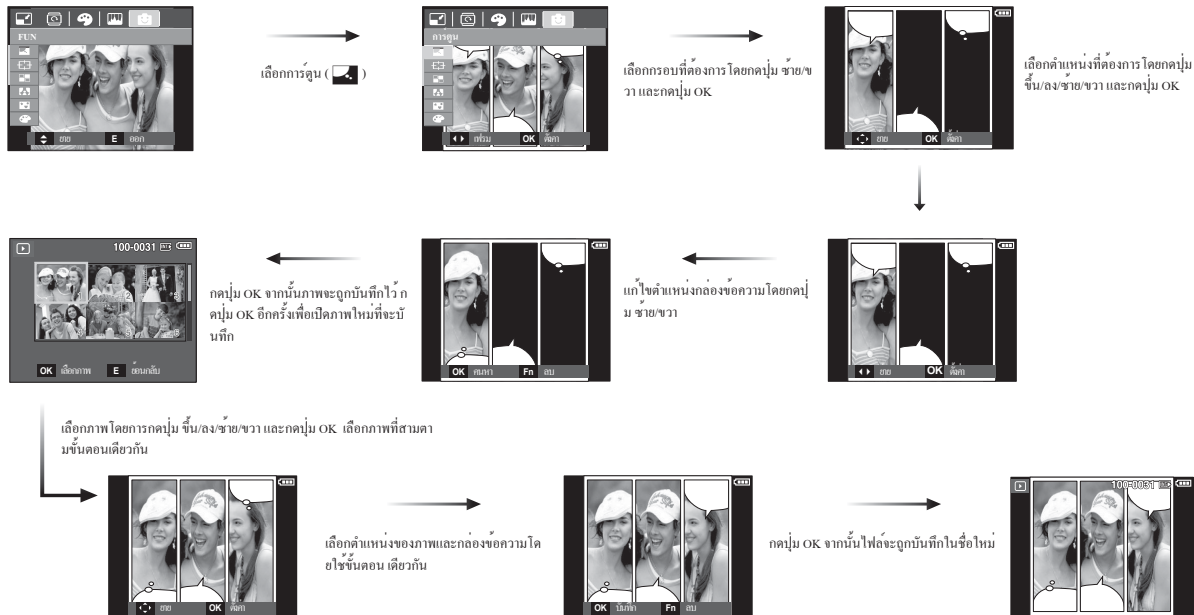 FUN
ย้าย E ออก
เลือกการ์ตูน ( )
การ์ตูน
เฟรม OK ตั้งค่า
เลือกกรอบที่ต้องการโดยกดปุ่ม ซ้าย/ข
วา และกดปุ่ม OK
ย้าย OK ตั้งค่า
เลือกตำแหน่งที่ต้องการโดยกดปุ่ม
ขึ้น/ลง/ซ้าย/ขวา และกดปุ่ม OK
100-0031
OK เลือกภาพ E ย้อนกลับ
กดปุ่ม OK จากนั้นภาพจะถูกบันทึกไว้ ก
ดปุ่ม OK อีกครั้งเพื่อเปิดภาพใหม่ที่จะบั
นทึก
OK ค้นหา Fn ลบ
แก้ไขตำแหน่งกล่องข้อความโดยกดปุ่
ม ซ้าย/ขวา
ย้าย OK ตั้งค่า
เลือกภาพโดยการกดปุ่ม ขึ้น/ลง/ซ้าย/ขวา และกดปุ่ม OK เลือกภาพที่สามตา
มขั้นตอนเดียวกัน
ย้าย OK ตั้งค่า
เลือกตำแหน่งของภาพและกล่องข้อความโด
ยใช้ขั้นตอน เดียวกัน
OK บันทึก Fn ลบ
กดปุ่ม OK จากนั้นไฟล์จะถูกบันทึกในชื่อใหม่
100-0031